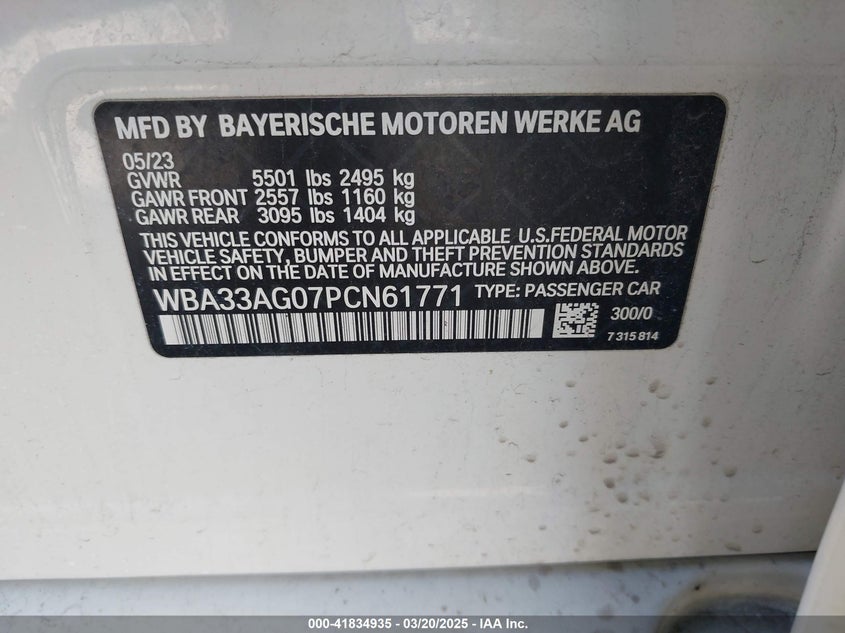 MFD BY BAYERISCHE MOTOREN WERKE AG
05/23
GVWR 5501 lbs 2495 kg
GAWR FRONT 2557 lbs 1160 kg
GAWR REAR 3095 lbs 1404 kg
THIS VEHICLE CONFORMS TO ALL APPLICABLE U.S.FEDERAL MOTOR
VEHICLE SAFETY, BUMPER AND THEFT PREVENTION STANDARDS
IN EFFECT ON THE DATE OF MANUFACTURE SHOWN ABOVE.
WBA33AG07PCN61771 TYPE: PASSENGER CAR
300/0
7 315 814
000-41834935 - 03/20/2025 - IAA Inc.